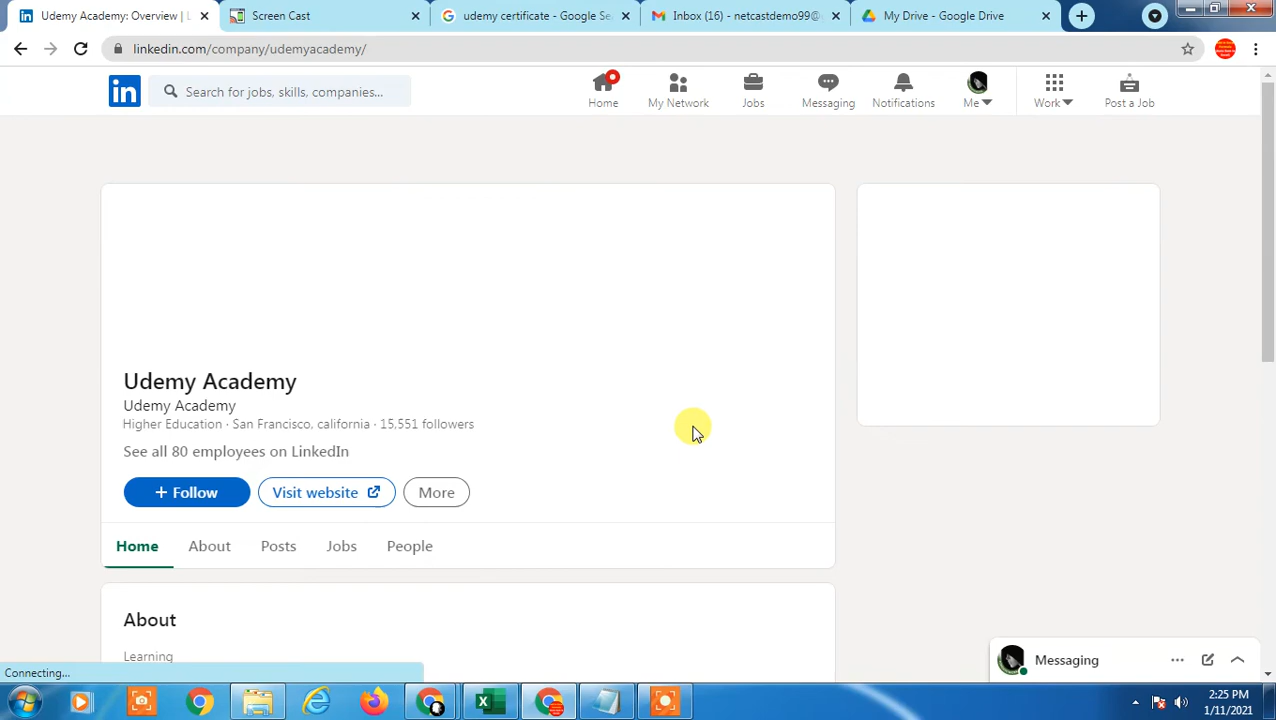 Udemy Academy: Overview | L
Screen Cast
udemy certificate - Google Se
Inbox (16) - netcastdemo99@
My Drive - Google Drive
linkedin.com/company/udemyacademy/
in
Search for jobs, skills, companies...
Home
My Network
Jobs
Messaging
Notifications
Me
Work
Post a Job
Udemy Academy
Udemy Academy
Higher Education · San Francisco, california · 15,551 followers
See all 80 employees on LinkedIn
+ Follow
Visit website
More
Home
About
Posts
Jobs
People
About
Learning
Messaging
Connecting...
2:25 PM
1/11/2021